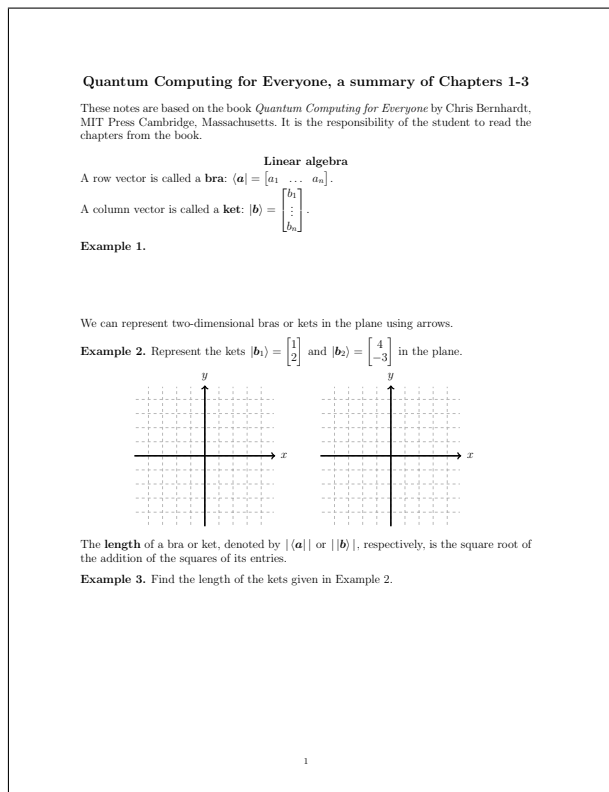 Quantum Computing for Everyone, a summary of Chapters 1-3
These notes are based on the book Quantum Computing for Everyone by Chris Bernhardt,
MIT Press Cambridge, Massachusetts. It is the responsibility of the student to read the
chapters from the book.
Linear algebra
A row vector is called a bra: ⟨a| = [a₁ … aₙ].
A column vector is called a ket: |b⟩ = [b₁ ⋮ bₙ].
Example 1.
We can represent two-dimensional bras or kets in the plane using arrows.
Example 2. Represent the kets |b₁⟩ = [1 2] and |b₂⟩ = [4 −3] in the plane.
y y
x x
The length of a bra or ket, denoted by |⟨a|| or ||b⟩|, respectively, is the square root of
the addition of the squares of its entries.
Example 3. Find the length of the kets given in Example 2.
1